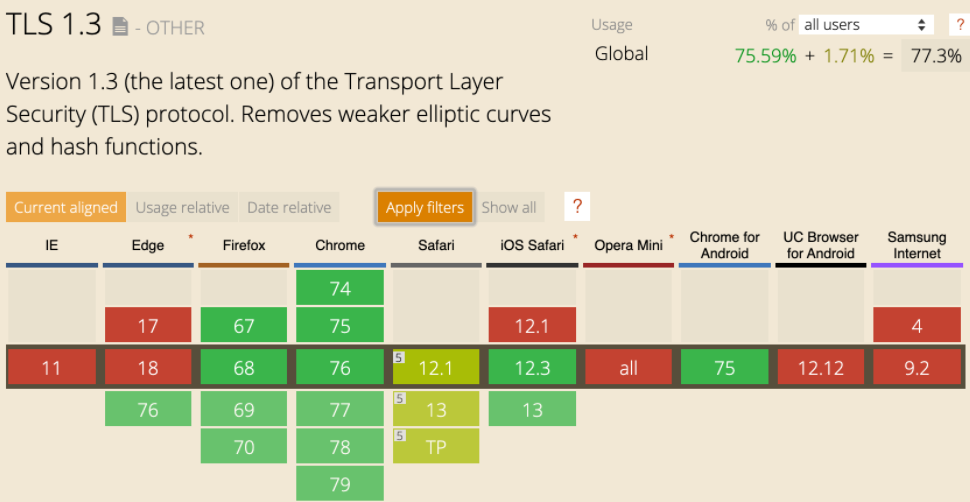 TLS 1.3 - OTHER
Usage % of all users ?
Global 75.59% + 1.71% = 77.3%
Version 1.3 (the latest one) of the Transport Layer
Security (TLS) protocol. Removes weaker elliptic curves
and hash functions.
Current aligned Usage relative Date relative Apply filters Show all ?
IE Edge * Firefox Chrome Safari iOS Safari * Opera Mini * Chrome for Android UC Browser for Android Samsung Internet
74
17 67 75 12.1 4
11 18 68 76 5 12.1 12.3 all 75 12.12 9.2
76 69 77 5 13 13
70 78 5 TP
79